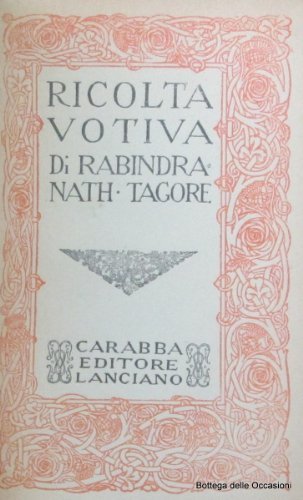 RICOLTA
VOTIVA
Di RABINDRA-
NATH · TAGORE.
CARABBA
EDITORE
LANCIANO
Bottega delle Occasioni